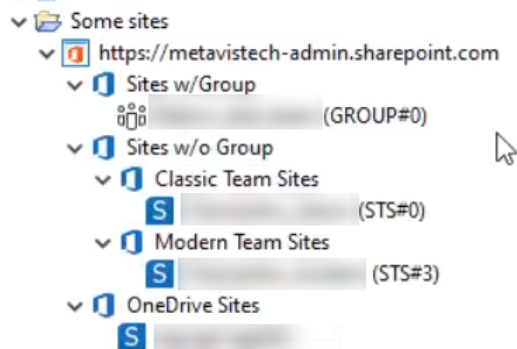 Some sites
https://metavistech-admin.sharepoint.com
Sites w/Group
(GROUP#0)
Sites w/o Group
Classic Team Sites
S (STS#0)
Modern Team Sites
S (STS#3)
OneDrive Sites
S